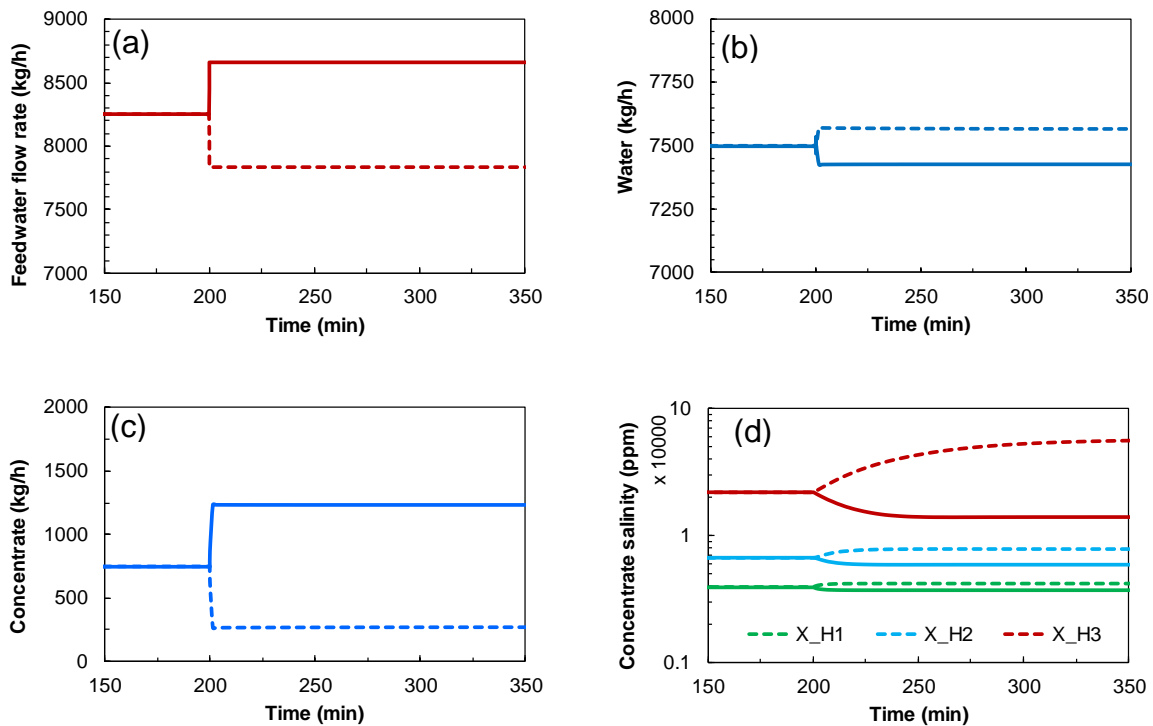 (a)
Feedwater flow rate (kg/h)
9000
8500
8000
7500
7000
150 200 250 300 350
Time (min)
(b)
Water (kg/h)
8000
7750
7500
7250
7000
150 200 250 300 350
Time (min)
(c)
Concentrate (kg/h)
2000
1500
1000
500
0
150 200 250 300 350
Time (min)
(d)
Concentrate salinity (ppm)
x 10000
10
1
0.1
X_H1 X_H2 X_H3
150 200 250 300 350
Time (min)